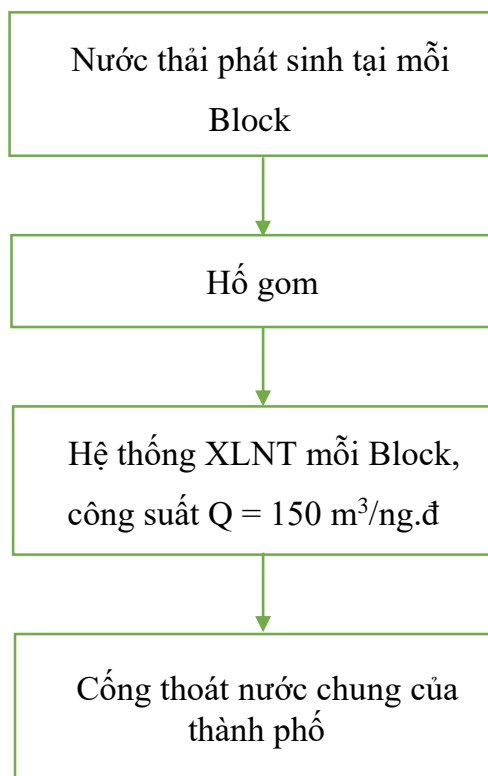 Nước thải phát sinh tại mỗi
Block
Hố gom
Hệ thống XLNT mỗi Block,
công suất Q = 150 m³/ng.đ
Cống thoát nước chung của
thành phố